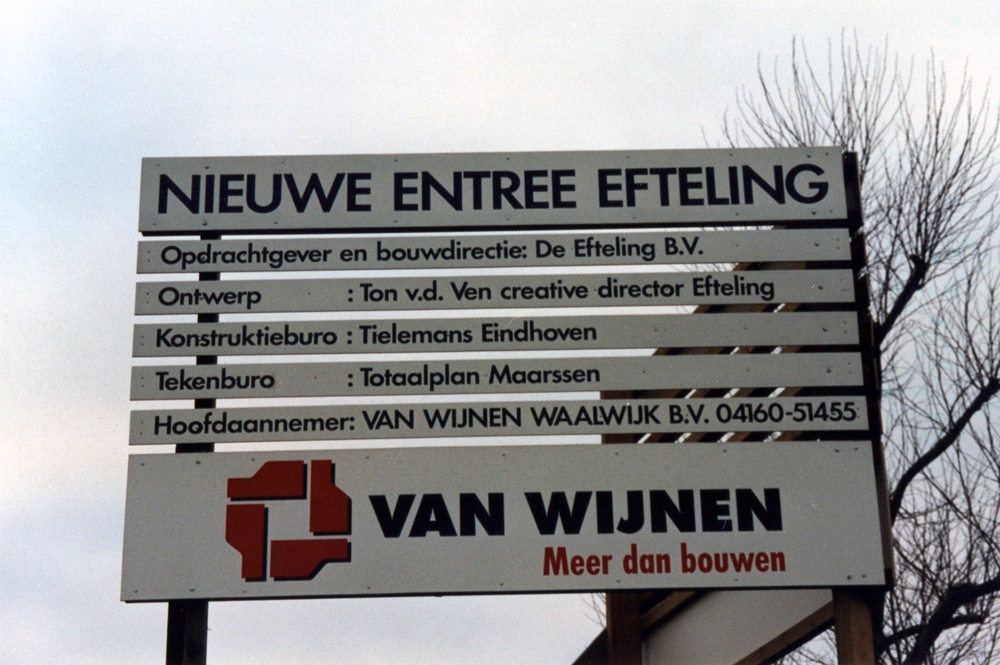 NIEUWE ENTREE EFTELING
Opdrachtgever en bouwdirectie: De Efteling B.V.
Ontwerp : Ton v.d. Ven creative director Efteling
Konstruktieburo : Tielemans Eindhoven
Tekenburo : Totaalplan Maarssen
Hoofdaannemer: VAN WIJNEN WAALWIJK B.V. 04160-51455
VAN WIJNEN
Meer dan bouwen